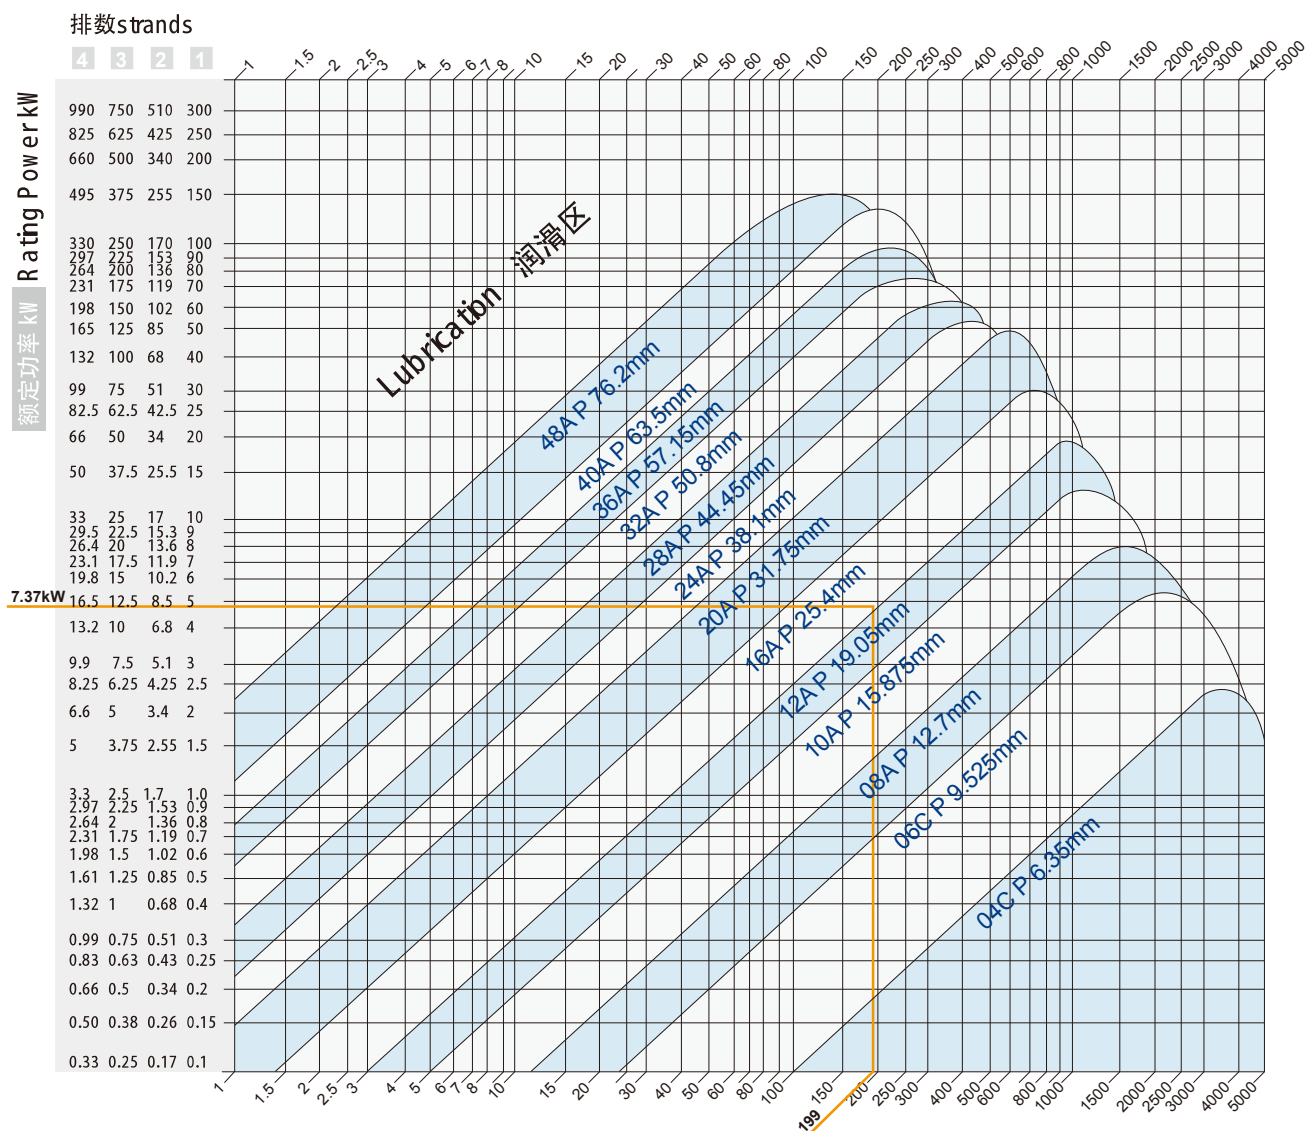 排数strands
4 3 2 1
1 1.5 2 2.5 3 4 5 6 7 8 10 15 20 30 40 50 60 80 100 150 200 250 300 400 500 600 800 1000 1500 2000 2500 3000 4000 5000
Rating Power kW
额定功率 kW
990 750 510 300
825 625 425 250
660 500 340 200
495 375 255 150
330 250 170 100
297 225 153 90
264 200 136 80
231 175 119 70
198 150 102 60
165 125 85 50
132 100 68 40
99 75 51 30
82.5 62.5 42.5 25
66 50 34 20
50 37.5 25.5 15
33 25 17 10
29.5 22.5 15.3 9
26.4 20 13.6 8
23.1 17.5 11.9 7
19.8 15 10.2 6
7.37kW
16.5 12.5 8.5 5
13.2 10 6.8 4
9.9 7.5 5.1 3
8.25 6.25 4.25 2.5
6.6 5 3.4 2
5 3.75 2.55 1.5
3.3 2.5 1.7 1.0
2.97 2.25 1.53 0.9
2.64 2 1.36 0.8
2.31 1.75 1.19 0.7
1.98 1.5 1.02 0.6
1.61 1.25 0.85 0.5
1.32 1 0.68 0.4
0.99 0.75 0.51 0.3
0.83 0.63 0.43 0.25
0.66 0.5 0.34 0.2
0.50 0.38 0.26 0.15
0.33 0.25 0.17 0.1
Lubrication 润滑区
48A P 76.2mm
40A P 63.5mm
36A P 57.15mm
32A P 50.8mm
28A P 44.45mm
24A P 38.1mm
20A P 31.75mm
16A P 25.4mm
12A P 19.05mm
10A P 15.875mm
08A P 12.7mm
06C P 9.525mm
04C P 6.35mm
1 1.5 2 2.5 3 4 5 6 7 8 10 15 20 30 40 50 60 80 100 150 200 250 300 400 500 600 800 1000 1500 2000 2500 3000 4000 5000
199